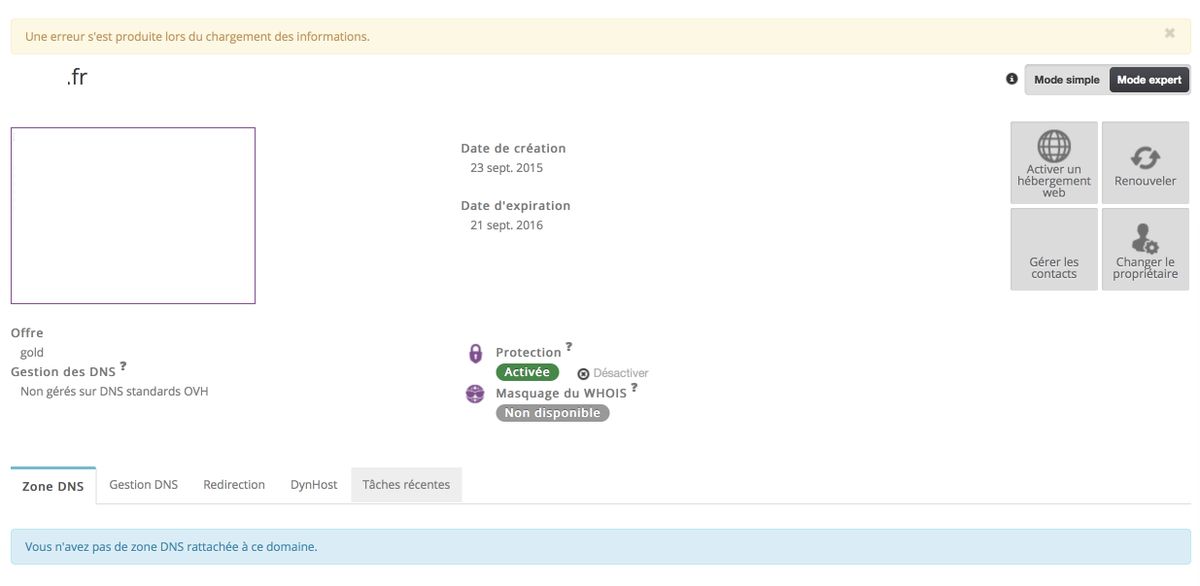 Une erreur s'est produite lors du chargement des informations.
.fr
Mode simple
Mode expert
Date de création
23 sept. 2015
Date d'expiration
21 sept. 2016
Activer un
hébergement
web
Renouveler
Gérer les
contacts
Changer le
propriétaire
Offre
gold
Gestion des DNS ?
Non gérés sur DNS standards OVH
Protection ?
Activée
Désactiver
Masquage du WHOIS ?
Non disponible
Zone DNS
Gestion DNS
Redirection
DynHost
Tâches récentes
Vous n'avez pas de zone DNS rattachée à ce domaine.